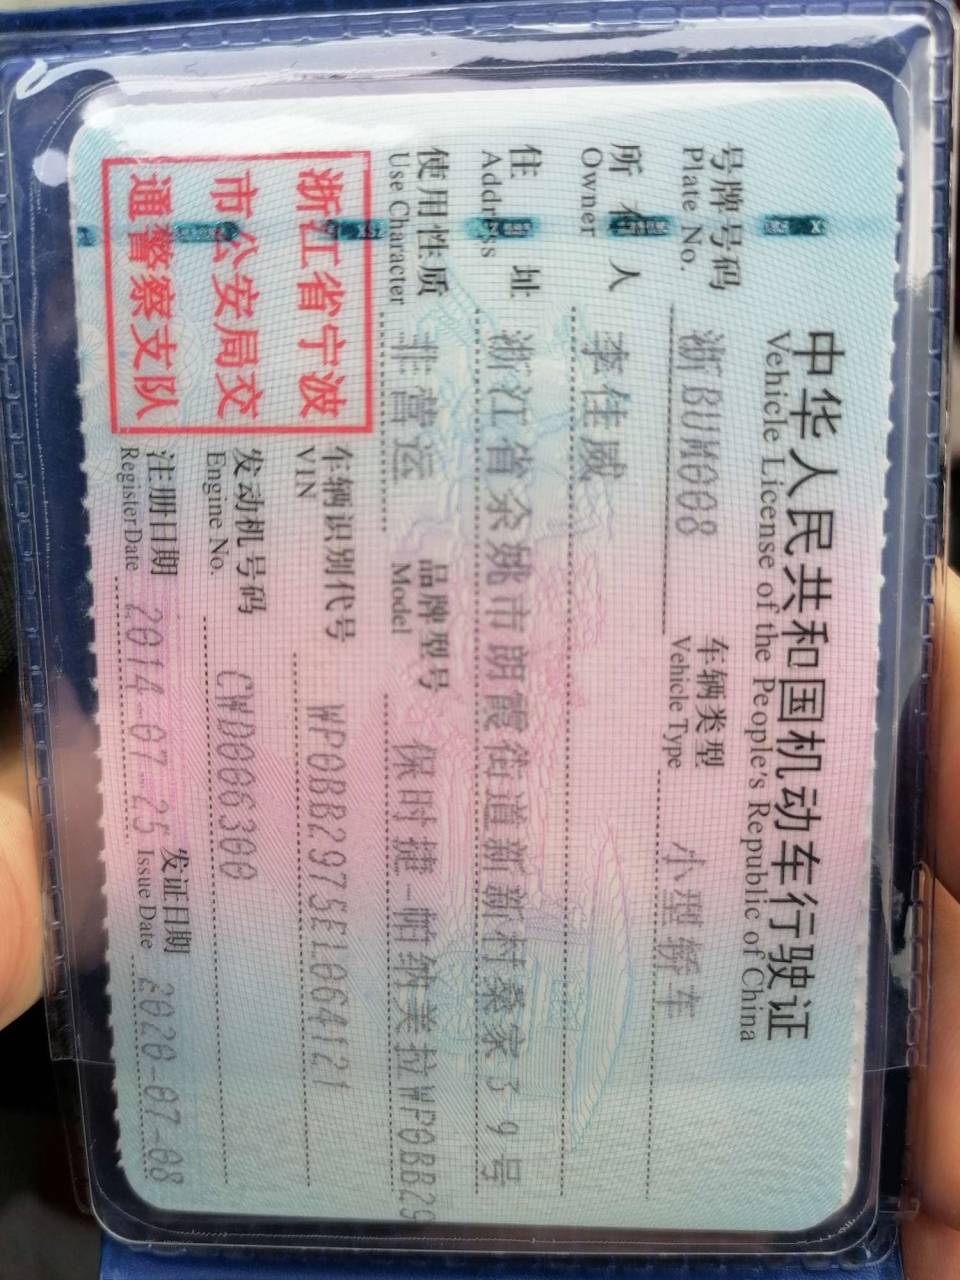 中华人民共和国机动车行驶证
Vehicle License of the People's Republic of China
号牌号码 浙BUM008 车辆类型 小型轿车
Plate No. Vehicle Type
所有人 李佳威
Owner
住址 浙江省余姚市朗霞街道新新村桑家39号
Address
使用性质 非营运 品牌型号 保时捷-帕纳美拉WP0BB29
Use Character Model
浙江省宁波
市公安局交
通警察支队
车辆识别代号 WP0BB297SEL064121
VIN
发动机号码 CWD006300
Engine No.
注册日期 2014-07-25 发证日期 2020-07-08
Register Date Issue Date